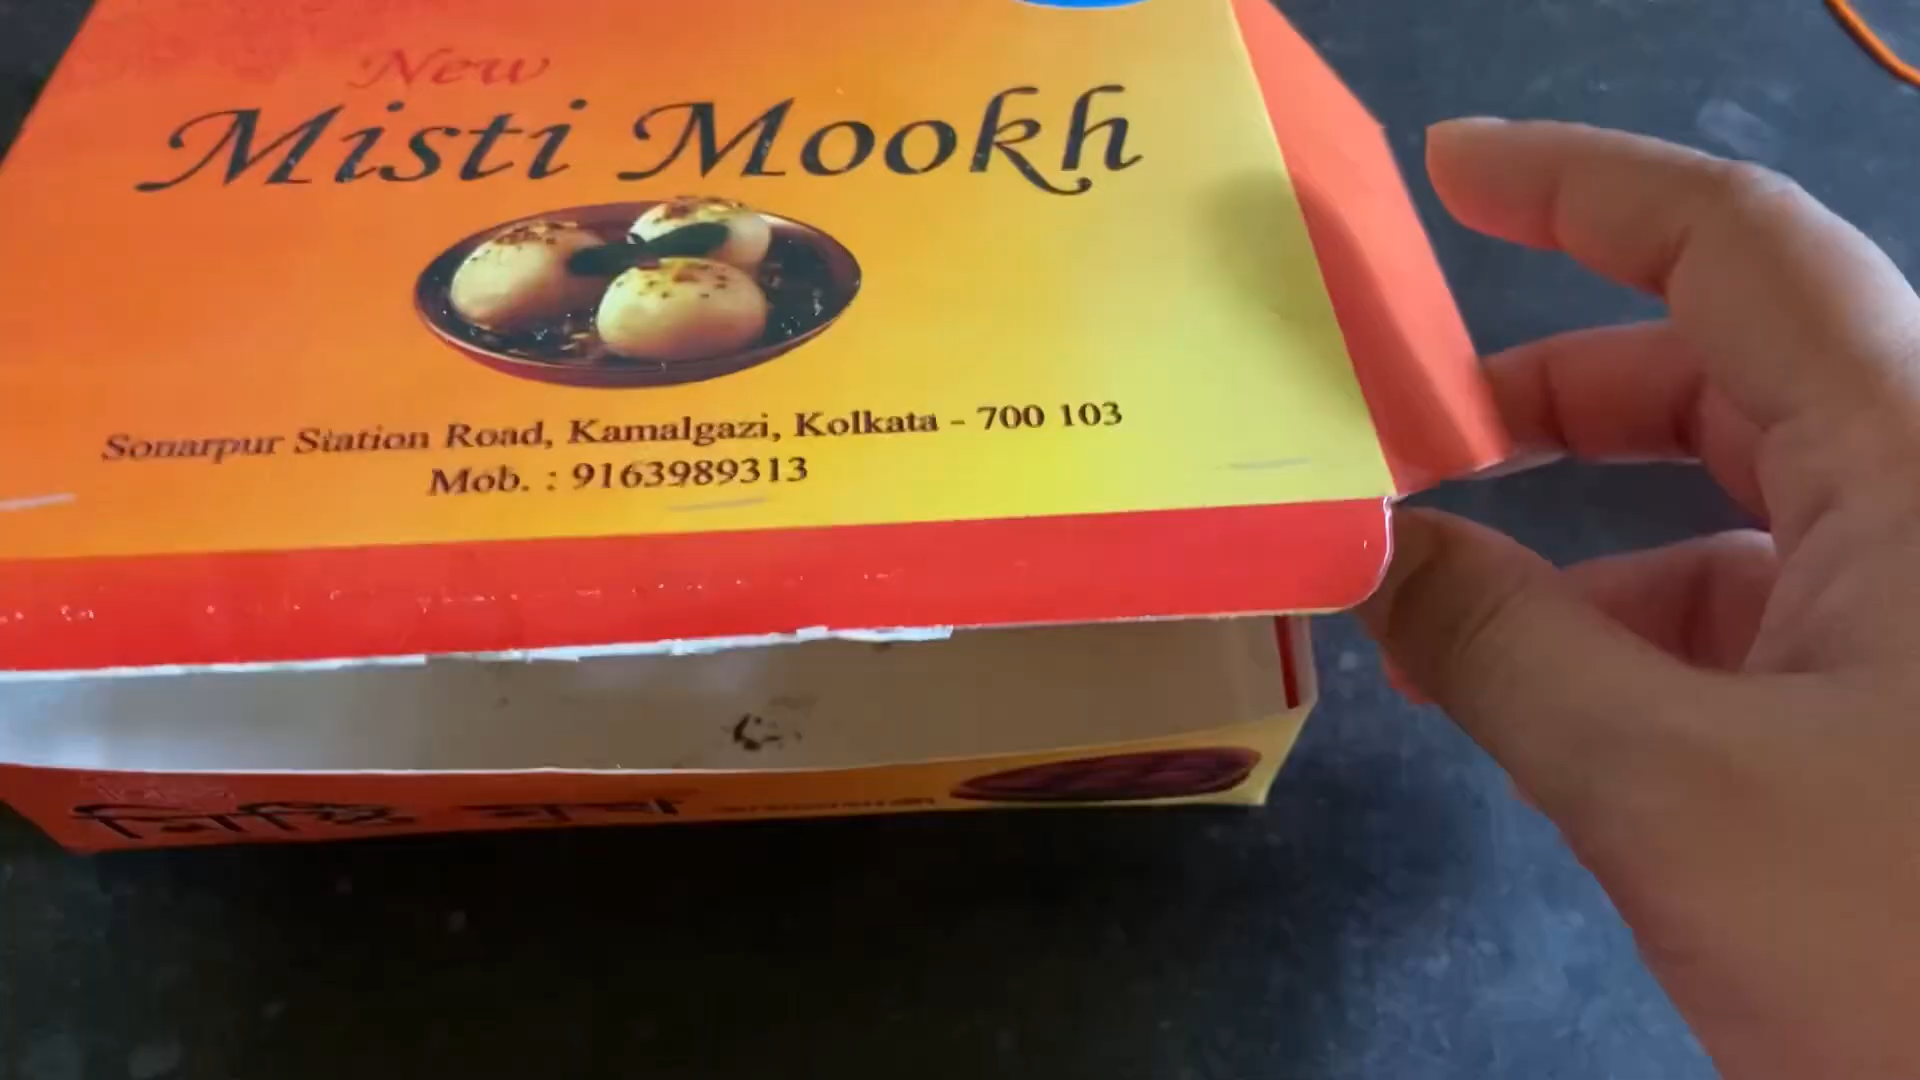 New
Misti Mookh
Sonarpur Station Road, Kamalgazi, Kolkata - 700 103
Mob. : 9163989313
মিষ্টি মুখ